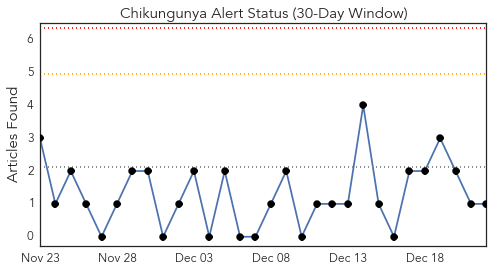 Chikungunya Alert Status (30-Day Window)
Articles Found
6
5
4
3
2
1
0
Nov 23 Nov 28 Dec 03 Dec 08 Dec 13 Dec 18